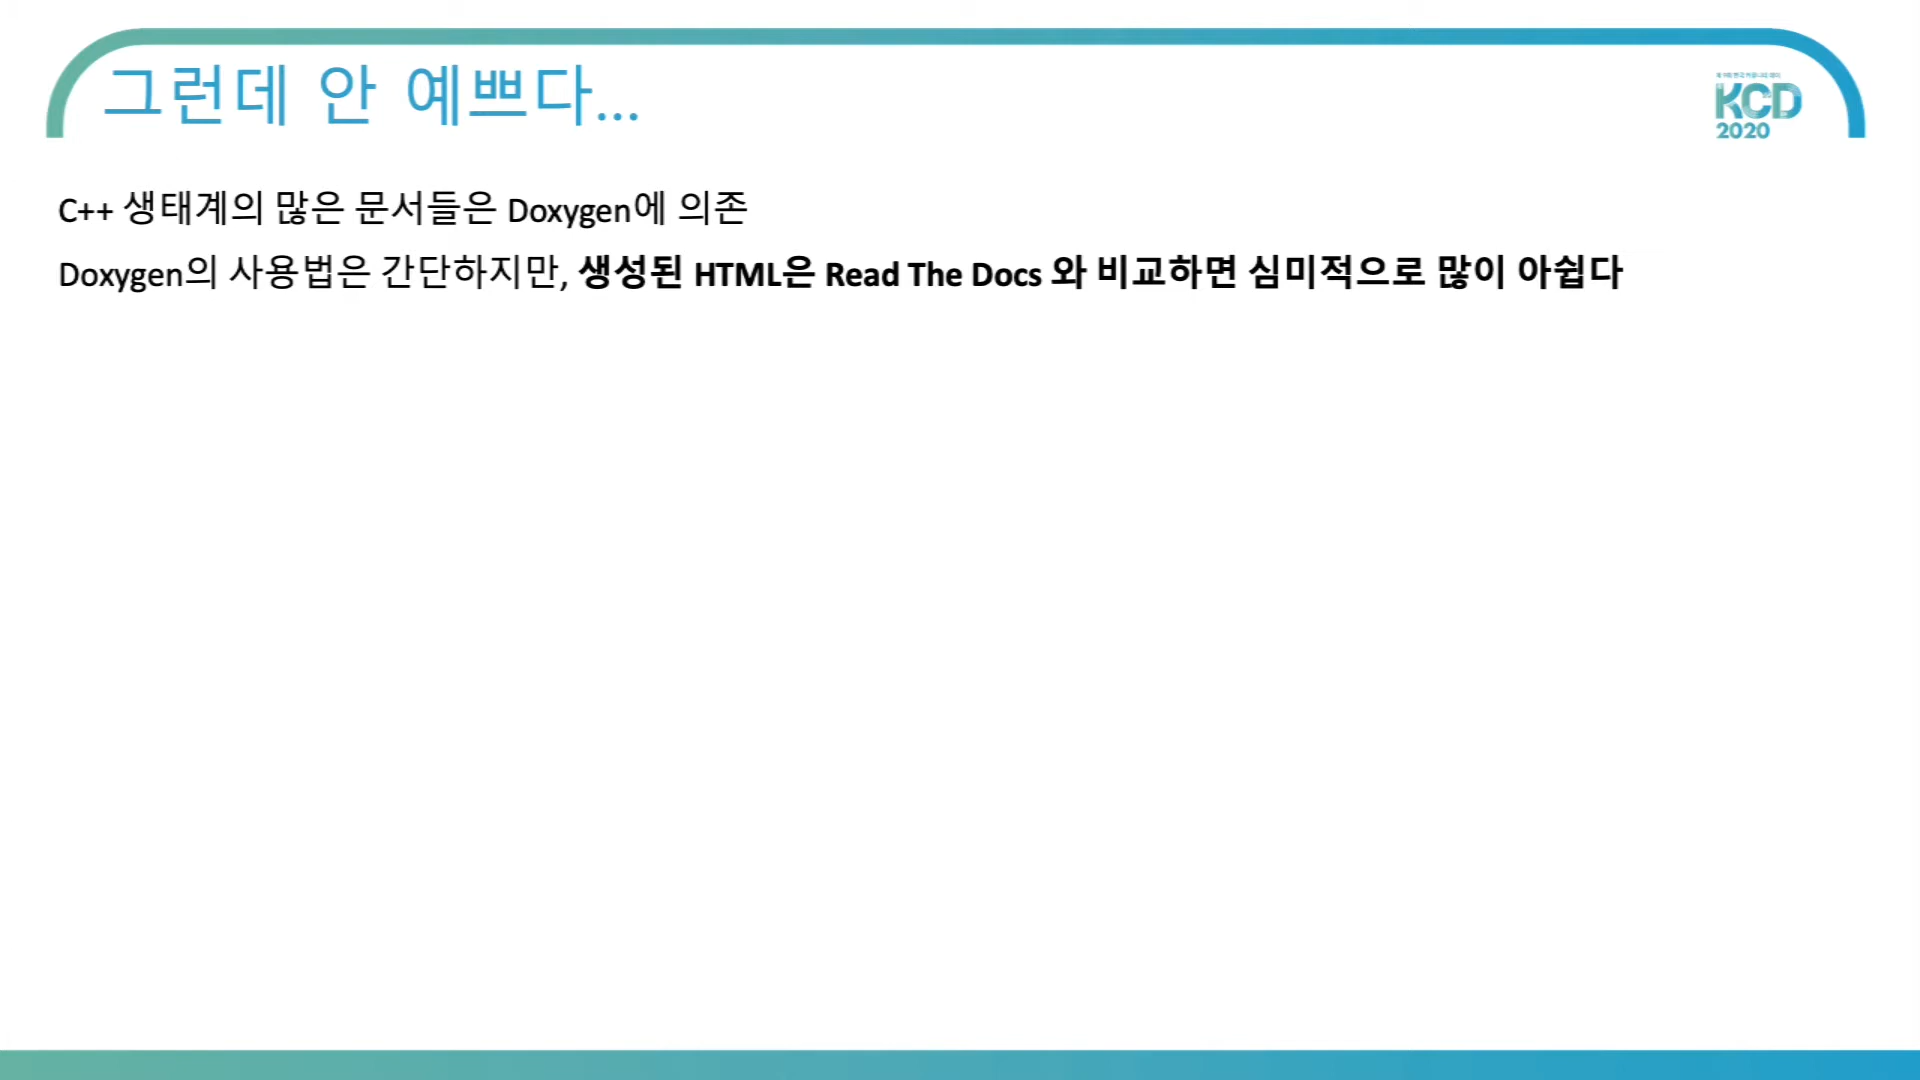 그런데 안 예쁘다...
KCD
2020
C++ 생태계의 많은 문서들은 Doxygen에 의존
Doxygen의 사용법은 간단하지만, 생성된 HTML은 Read The Docs 와 비교하면 심미적으로 많이 아쉽다